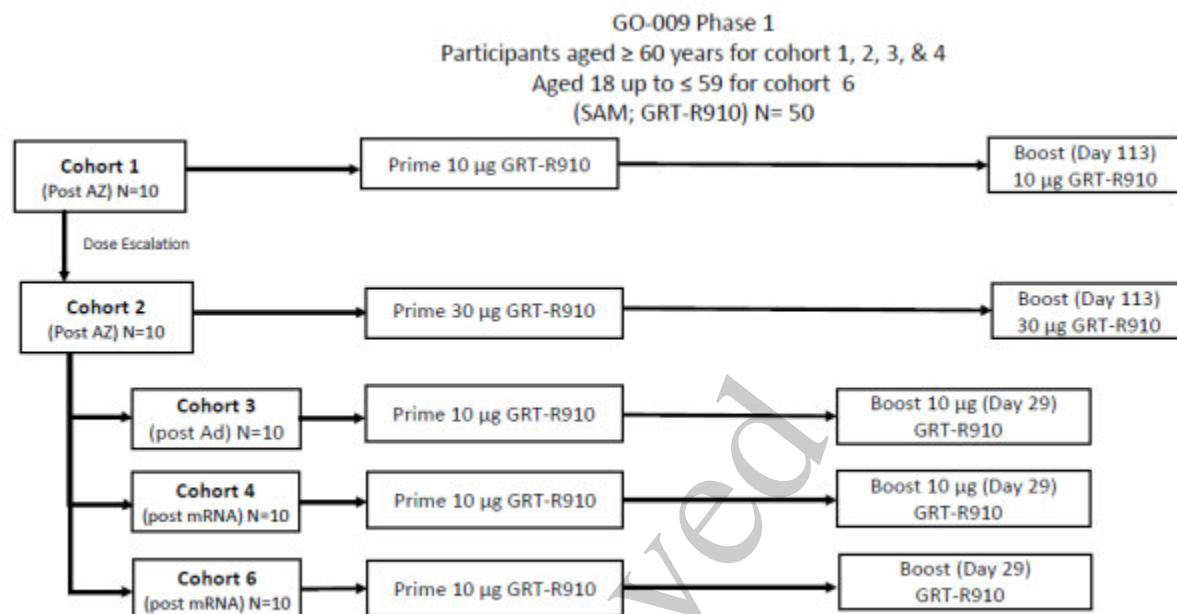 GO-009 Phase 1
Participants aged ≥ 60 years for cohort 1, 2, 3, & 4
Aged 18 up to ≤ 59 for cohort 6
(SAM; GRT-R910) N= 50
Cohort 1
(Post AZ) N=10
Prime 10 µg GRT-R910
Boost (Day 113)
10 µg GRT-R910
Dose Escalation
Cohort 2
(Post AZ) N=10
Prime 30 µg GRT-R910
Boost (Day 113)
30 µg GRT-R910
Cohort 3
(post Ad) N=10
Prime 10 µg GRT-R910
Boost 10 µg (Day 29)
GRT-R910
Cohort 4
(post mRNA) N=10
Prime 10 µg GRT-R910
Boost 10 µg (Day 29)
GRT-R910
Cohort 6
(post mRNA) N=10
Prime 10 µg GRT-R910
Boost (Day 29)
GRT-R910
ved